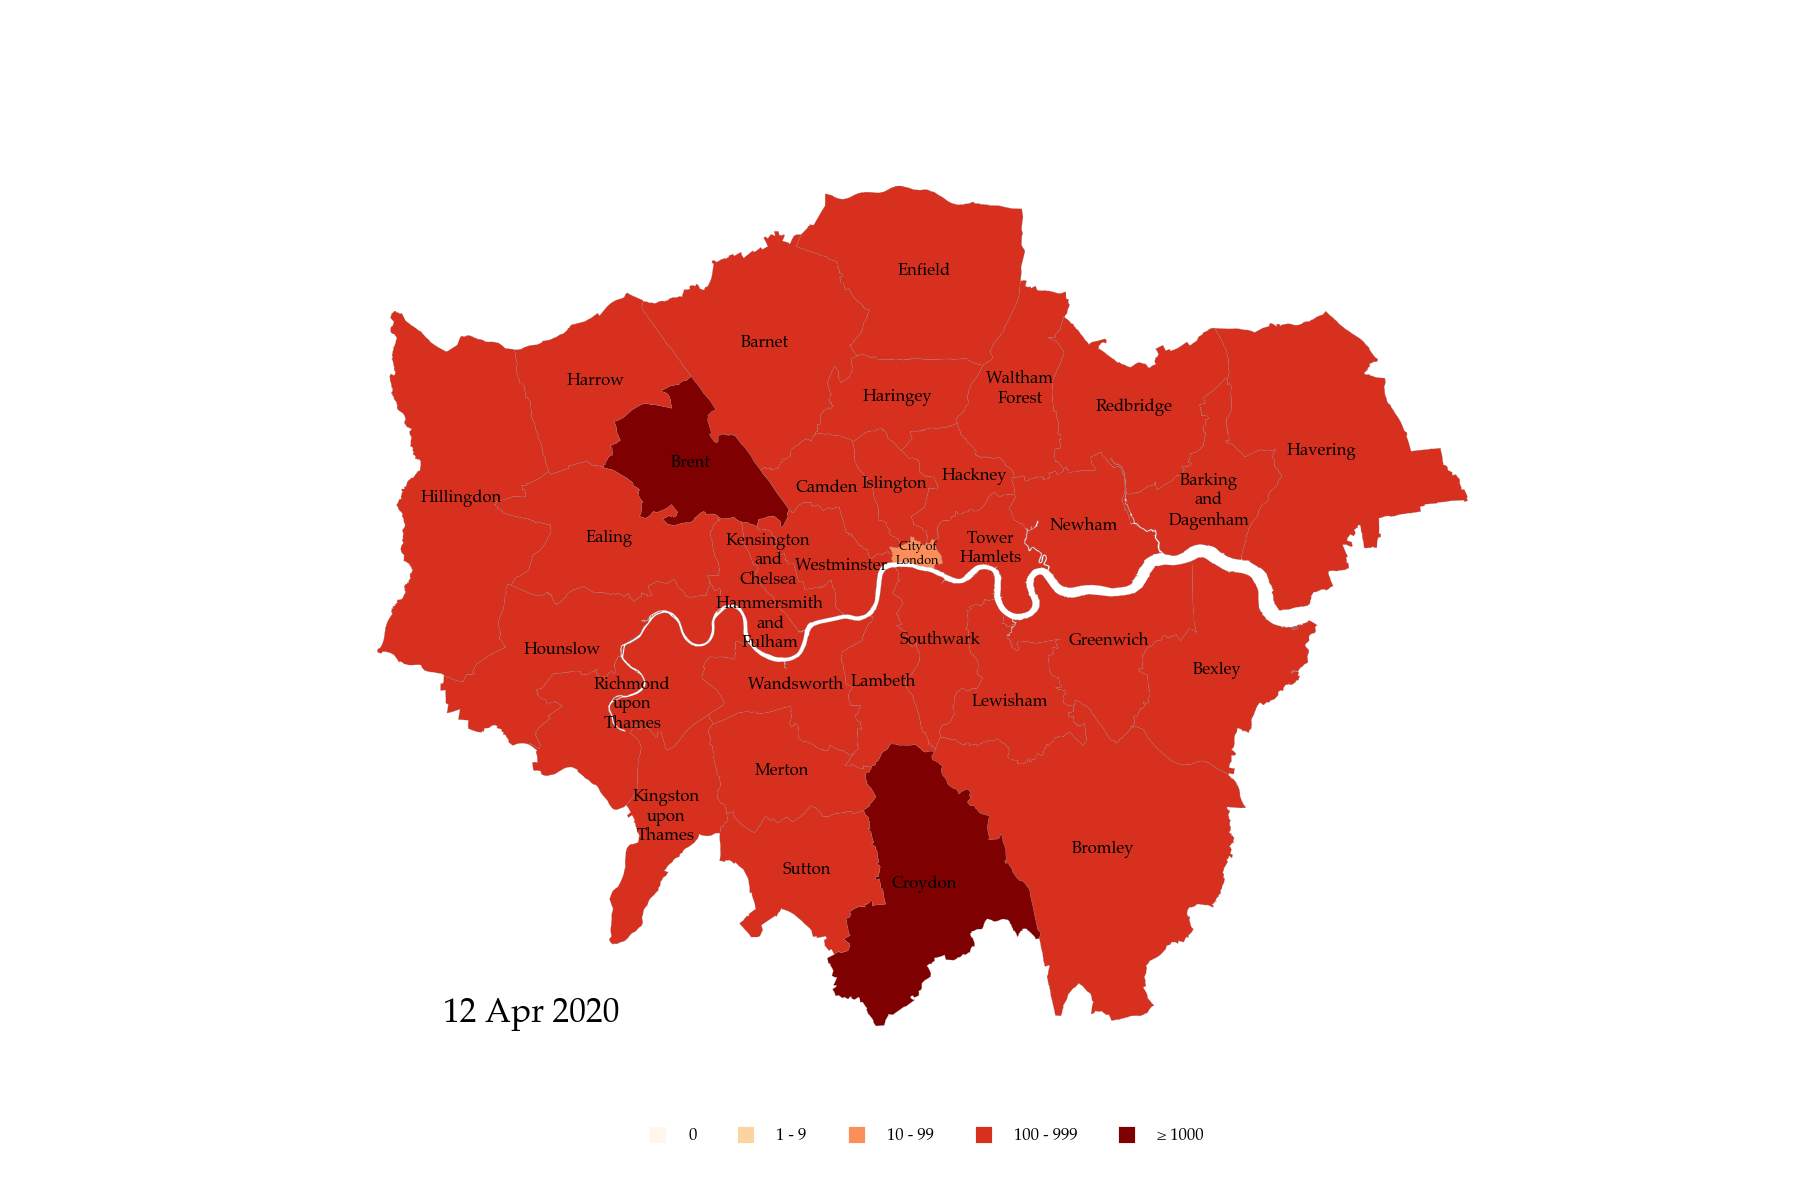 Enfield
Barnet
Harrow
Haringey
Waltham
Forest
Redbridge
Havering
Brent
Hillingdon
Camden
Islington
Hackney
Barking
and
Dagenham
Ealing
Kensington
and
Chelsea
Westminster
City of
London
Tower
Hamlets
Newham
Hammersmith
and
Fulham
Hounslow
Southwark
Greenwich
Bexley
Richmond
upon
Thames
Wandsworth
Lambeth
Lewisham
Merton
Kingston
upon
Thames
Sutton
Croydon
Bromley
12 Apr 2020
0
1 - 9
10 - 99
100 - 999
≥ 1000